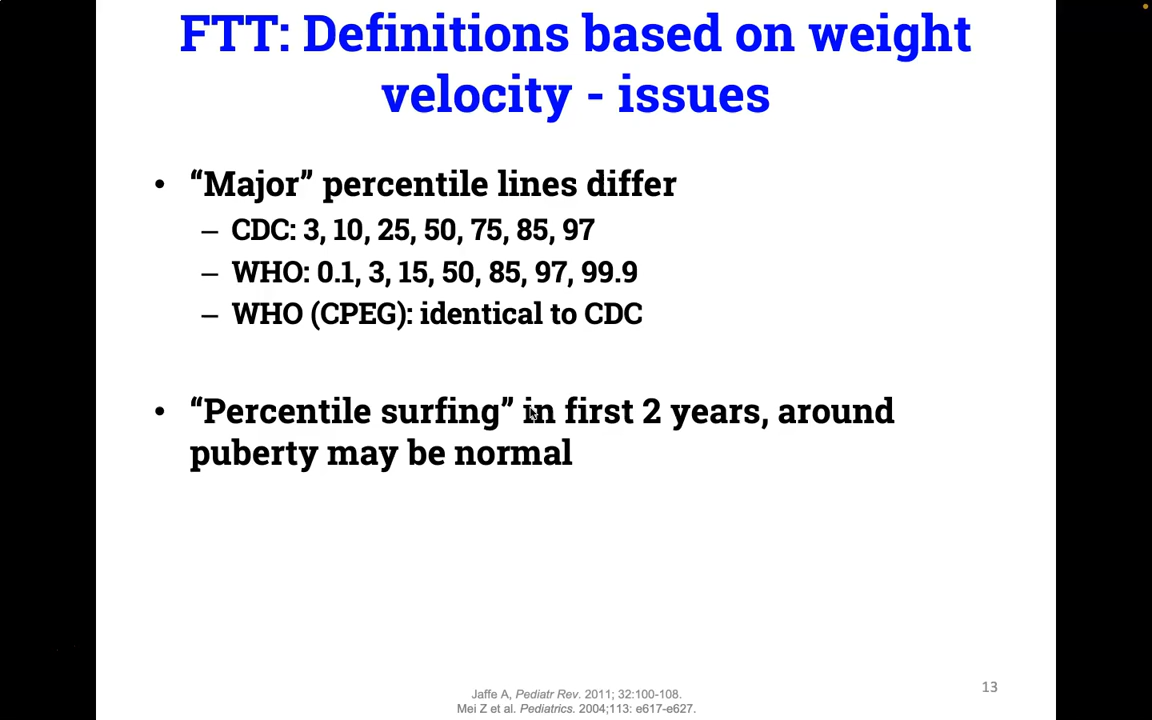 FTT: Definitions based on weight
velocity - issues
• “Major” percentile lines differ
– CDC: 3, 10, 25, 50, 75, 85, 97
– WHO: 0.1, 3, 15, 50, 85, 97, 99.9
– WHO (CPEG): identical to CDC
• “Percentile surfing” in first 2 years, around
puberty may be normal
Jaffe A, Pediatr Rev. 2011; 32:100-108.
Mei Z et al. Pediatrics. 2004;113: e617-e627.
13